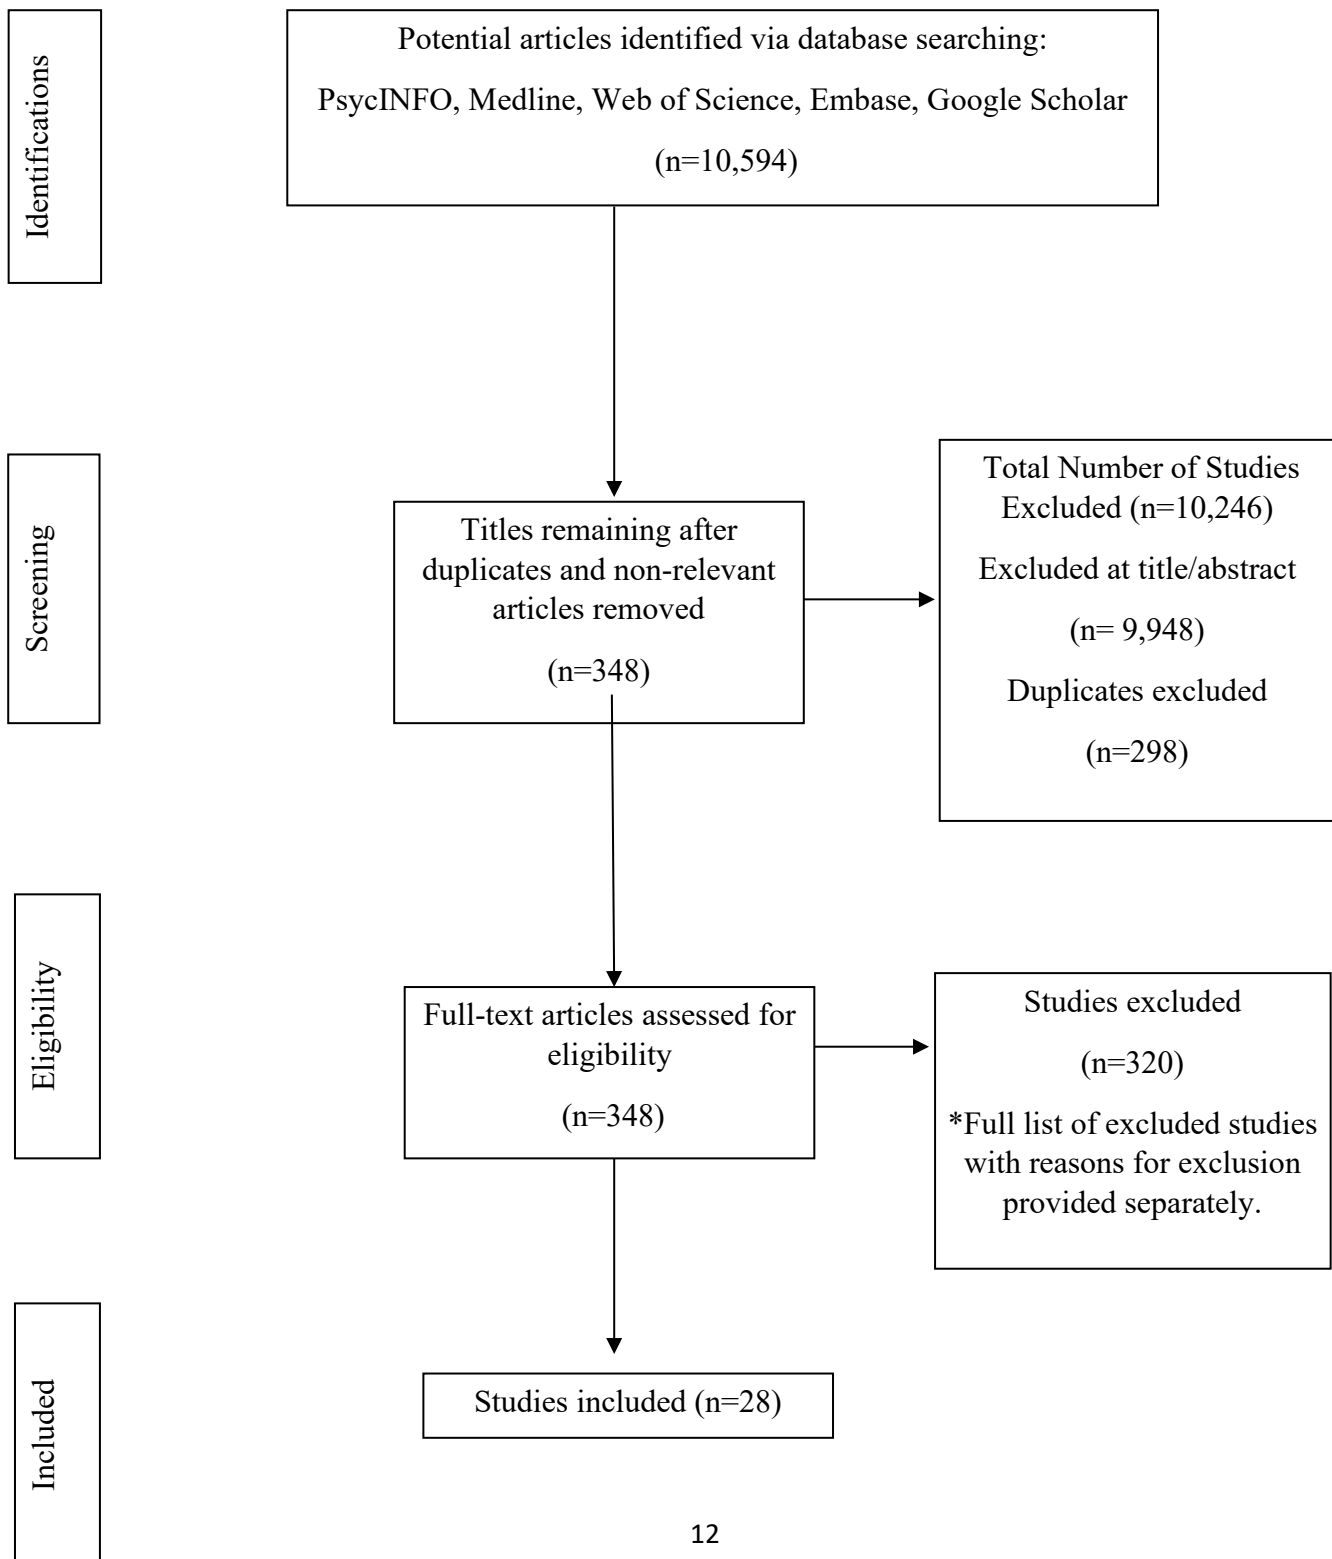 Identifications
Potential articles identified via database searching:
PsycINFO, Medline, Web of Science, Embase, Google Scholar
(n=10,594)
Screening
Titles remaining after
duplicates and non-relevant
articles removed
(n=348)
Total Number of Studies
Excluded (n=10,246)
Excluded at title/abstract
(n= 9,948)
Duplicates excluded
(n=298)
Eligibility
Full-text articles assessed for
eligibility
(n=348)
Studies excluded
(n=320)
*Full list of excluded studies
with reasons for exclusion
provided separately.
Included
Studies included (n=28)
12